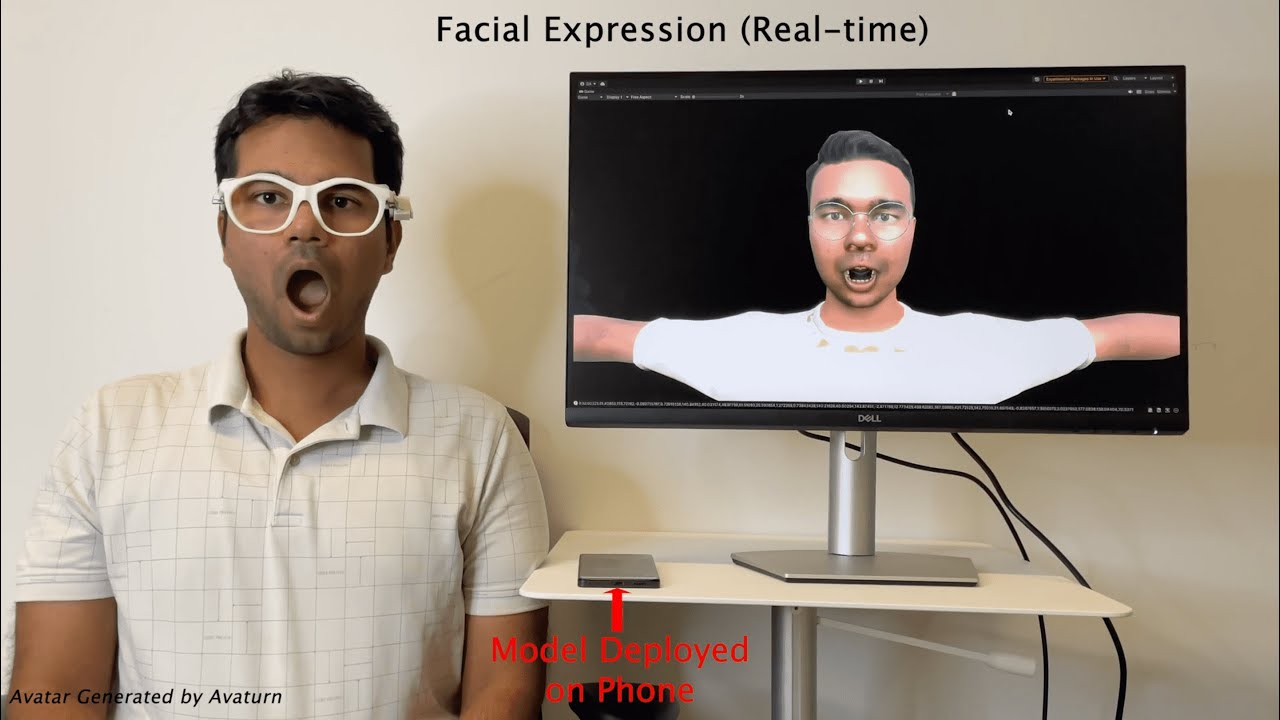 Facial Expression (Real-time)
Experimental Packages in Use
Layers
Layout
Game
Game
Display 1
Free Aspect
Scale
DELL
Model Deployed
on Phone
Avatar Generated by Avaturn